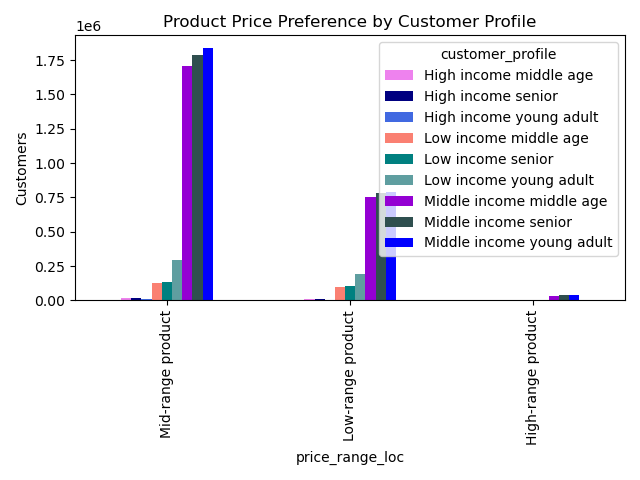 Product Price Preference by Customer Profile
1e6
customer_profile
High income middle age
High income senior
High income young adult
Low income middle age
Low income senior
Low income young adult
Middle income middle age
Middle income senior
Middle income young adult
1.75
1.50
1.25
1.00
0.75
0.50
0.25
0.00
Customers
Mid-range product
Low-range product
High-range product
price_range_loc